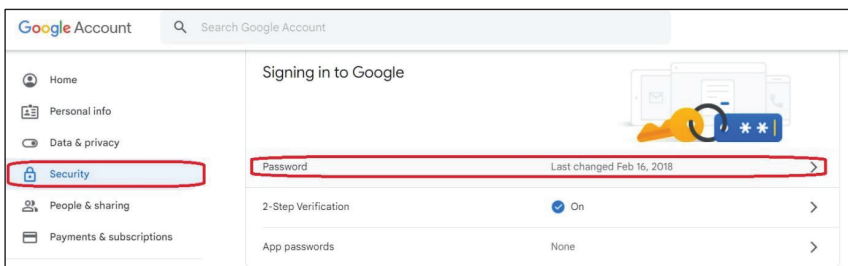 Google Account
Search Google Account
Home
Personal info
Data & privacy
Security
People & sharing
Payments & subscriptions
Signing in to Google
**|
Password Last changed Feb 16, 2018
2-Step Verification On
App passwords None